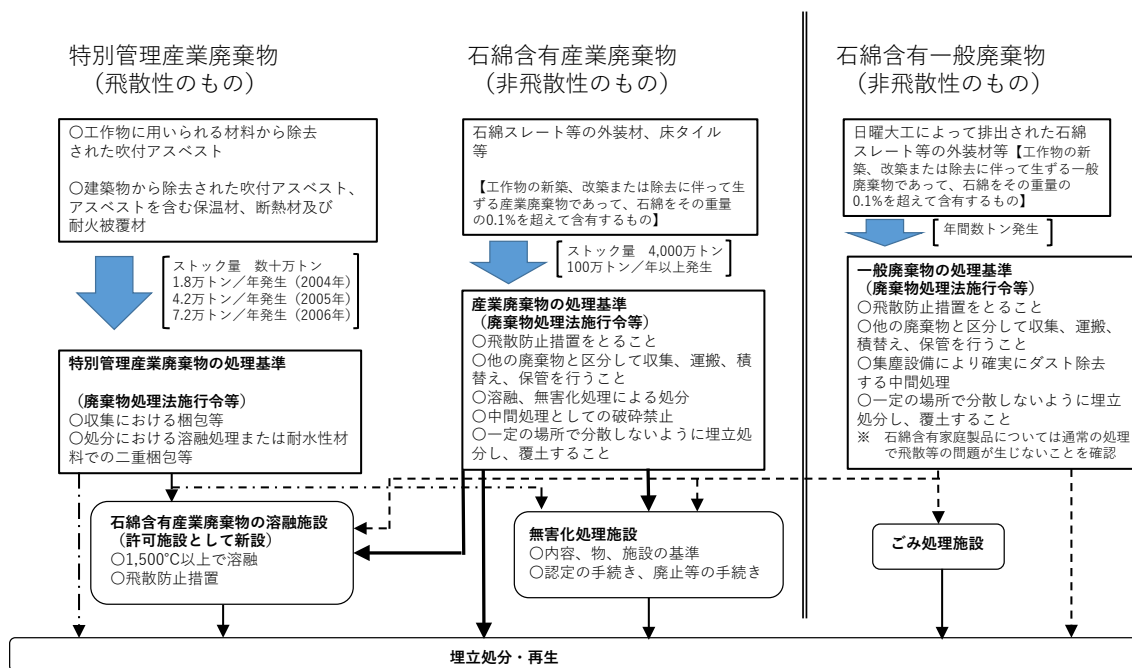 特別管理産業廃棄物
（飛散性のもの）
○工作物に用いられる材料から除去
された吹付アスベスト
○建築物から除去された吹付アスベスト、
アスベストを含む保温材、断熱材及び
耐火被覆材
ストック量　数十万トン
1.8万トン／年発生（2004年）
4.2万トン／年発生（2005年）
7.2万トン／年発生（2006年）
特別管理産業廃棄物の処理基準
（廃棄物処理法施行令等）
○収集における梱包等
○処分における溶融処理または耐水性材
料での二重梱包等
石綿含有産業廃棄物
（非飛散性のもの）
石綿スレート等の外装材、床タイル
等
【工作物の新築、改築または除去に伴って生
ずる産業廃棄物であって、石綿をその重量
の0.1%を超えて含有するもの】
ストック量　4,000万トン
100万トン／年以上発生
産業廃棄物の処理基準
（廃棄物処理法施行令等）
○飛散防止措置をとること
○他の廃棄物と区分して収集、運搬、積
替え、保管を行うこと
○溶融、無害化処理による処分
○中間処理としての破砕禁止
○一定の場所で分散しないように埋立処
分し、覆土すること
石綿含有一般廃棄物
（非飛散性のもの）
日曜大工によって排出された石綿
スレート等の外装材等【工作物の新
築、改築または除去に伴って生ずる一般
廃棄物であって、石綿をその重量の
0.1%を超えて含有するもの】
年間数トン発生
一般廃棄物の処理基準
（廃棄物処理法施行令等）
○飛散防止措置をとること
○他の廃棄物と区分して収集、運搬、
積替え、保管を行うこと
○集塵設備により確実にダスト除去
する中間処理
○一定の場所で分散しないように埋立
処分し、覆土すること
※　石綿含有家庭製品については通常の処理
で飛散等の問題が生じないことを確認
石綿含有産業廃棄物の溶融施設
（許可施設として新設）
○1,500℃以上で溶融
○飛散防止措置
無害化処理施設
○内容、物、施設の基準
○認定の手続き、廃止等の手続き
ごみ処理施設
埋立処分・再生